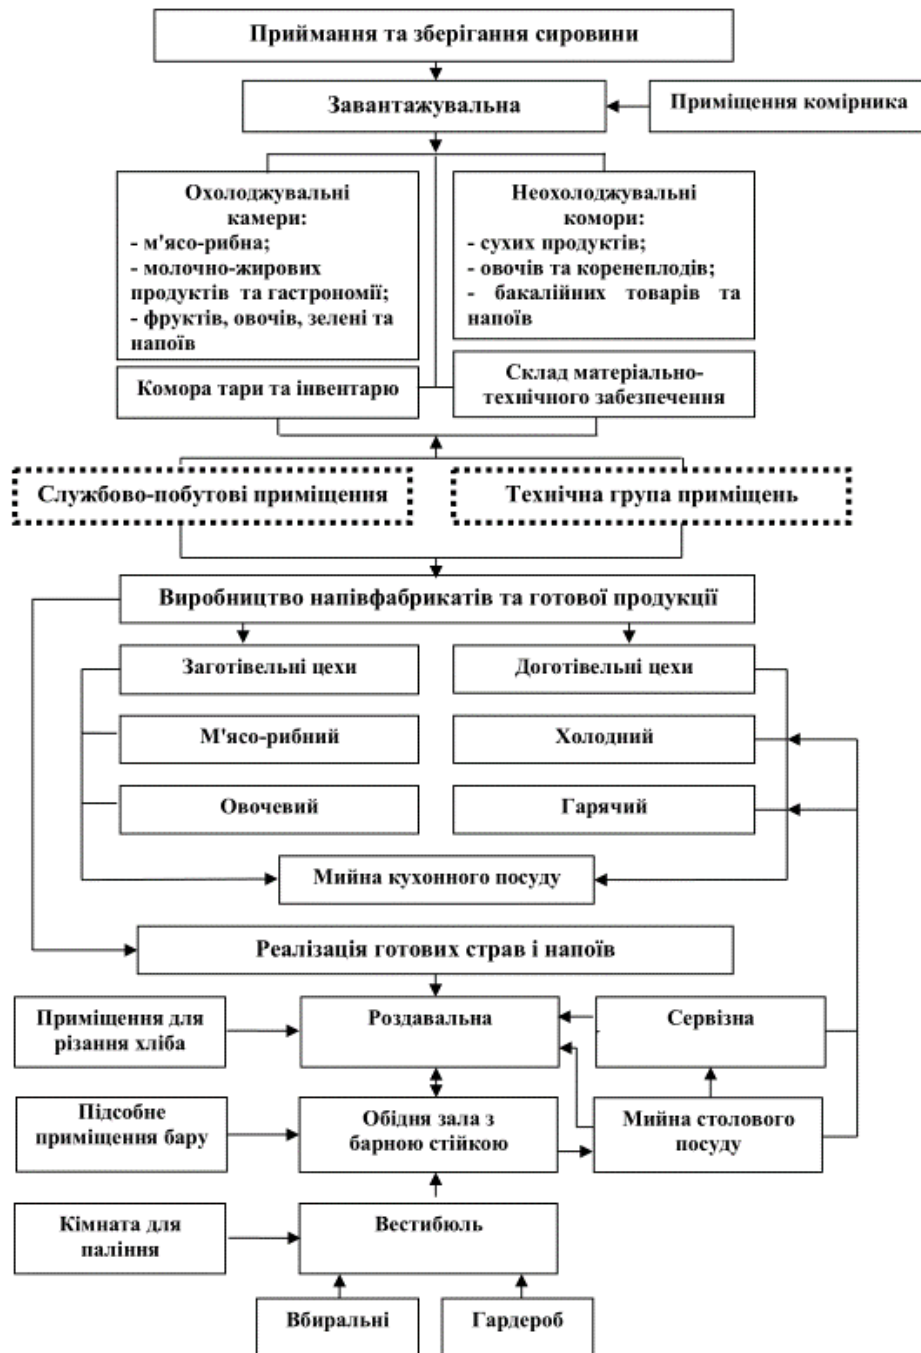 Приймання та зберігання сировини
Завантажувальна
Приміщення комірника
Охолоджувальні
камери:
- м'ясо-рибна;
- молочно-жирових
продуктів та гастрономії;
- фруктів, овочів, зелені та
напоїв
Неохолоджувальні
комори:
- сухих продуктів;
- овочів та коренеплодів;
- бакалійних товарів та
напоїв
Комора тари та інвентарю
Склад матеріально-
технічного забезпечення
Службово-побутові приміщення
Технічна група приміщень
Виробництво напівфабрикатів та готової продукції
Заготівельні цехи
Доготівельні цехи
М'ясо-рибний
Холодний
Овочевий
Гарячий
Мийна кухонного посуду
Реалізація готових страв і напоїв
Приміщення для
різання хліба
Роздавальна
Сервізна
Підсобне
приміщення бару
Обідня зала з
барною стійкою
Мийна столового
посуду
Кімната для
паління
Вестибюль
Вбиральні
Гардероб